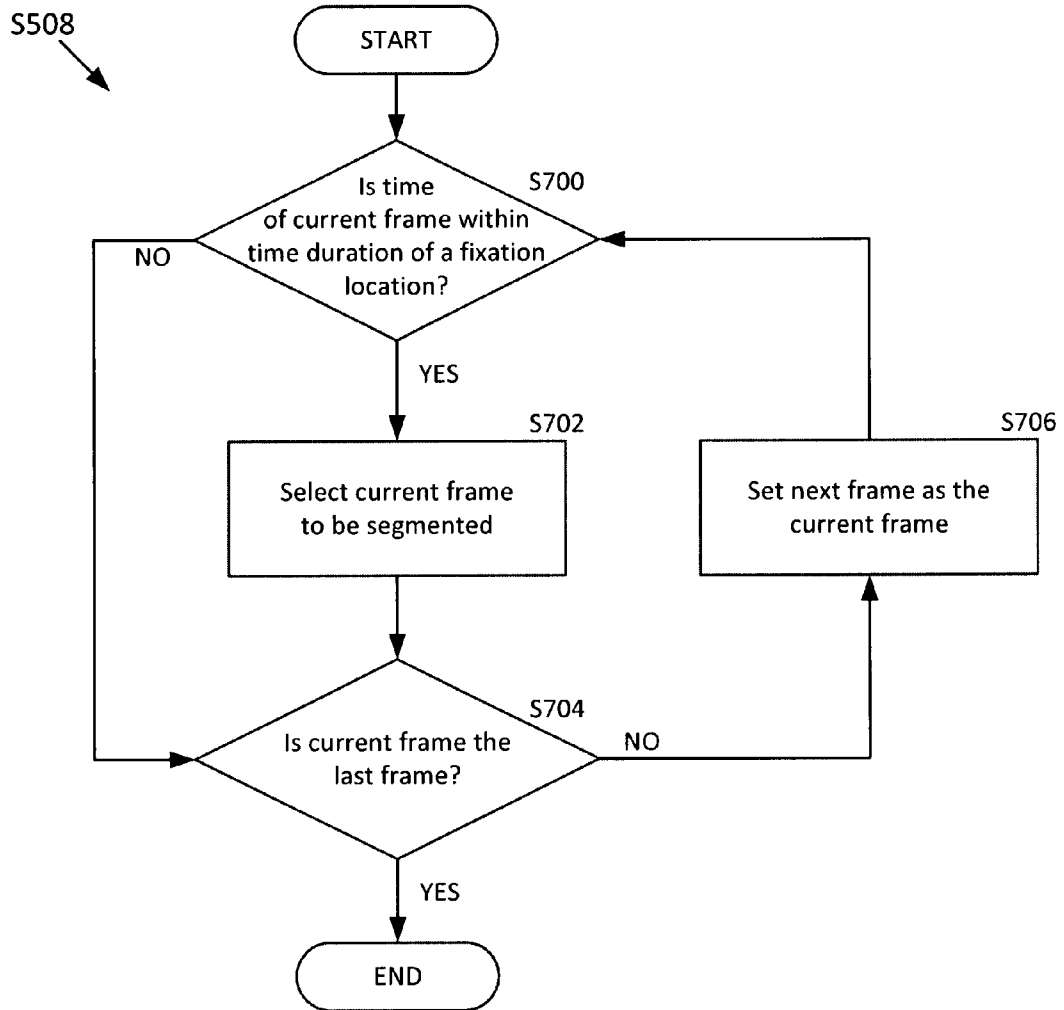 S508
START
S700
Is time
of current frame within
time duration of a fixation
location?
NO
YES
S702
Select current frame
to be segmented
S706
Set next frame as the
current frame
S704
Is current frame the
last frame?
NO
YES
END